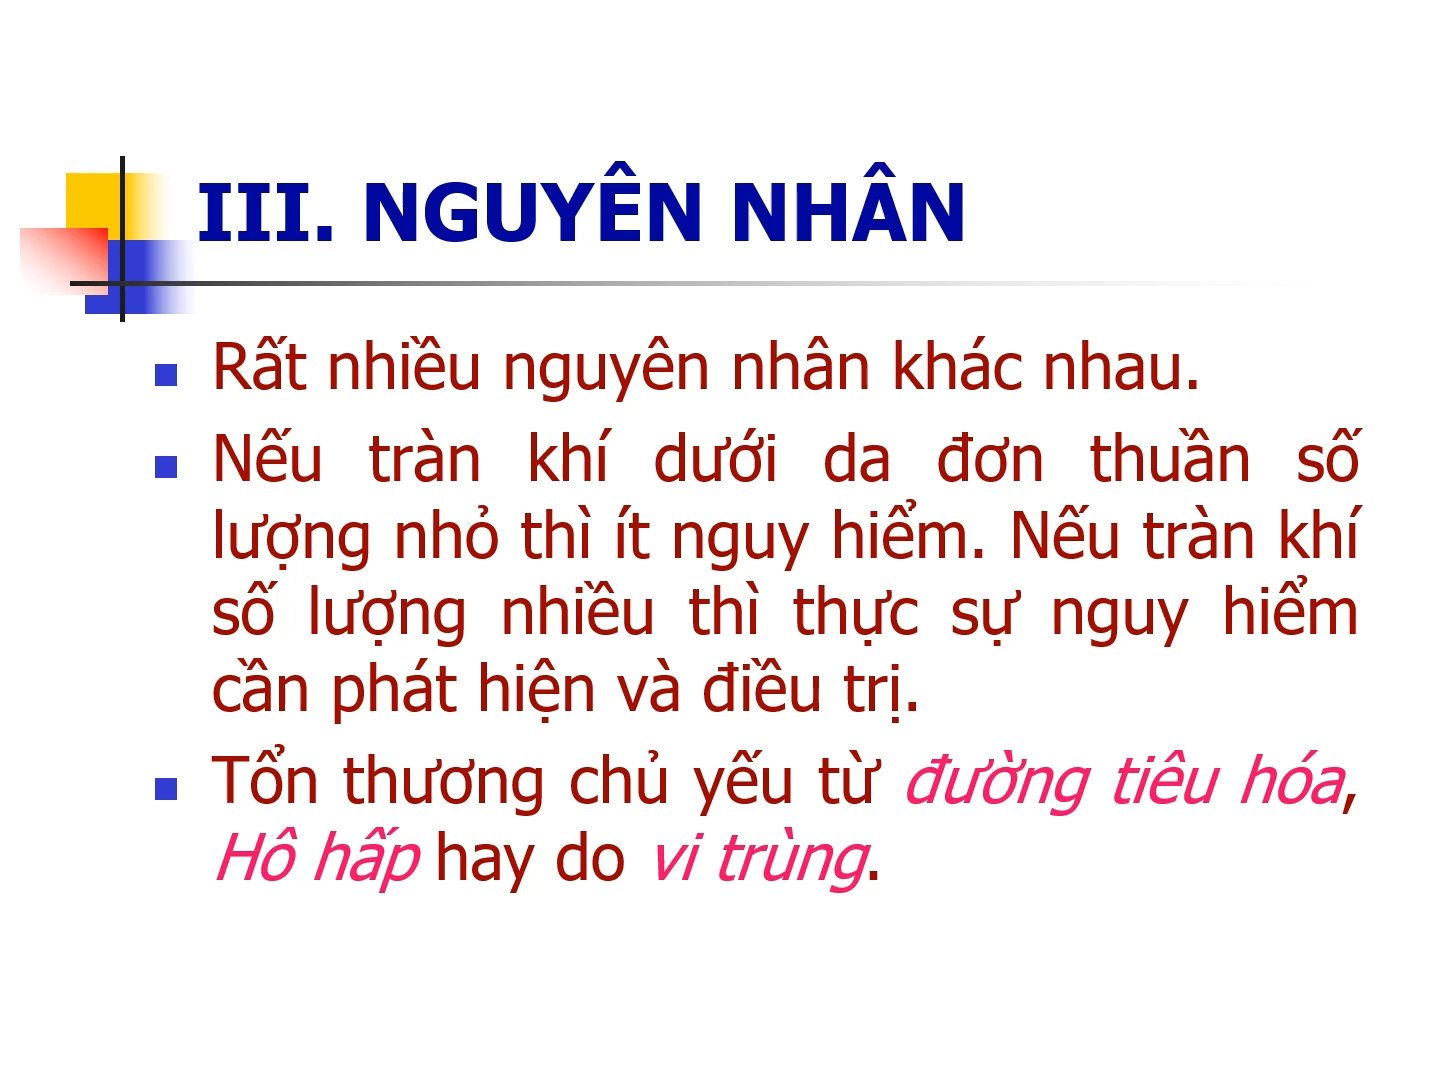 III. NGUYÊN NHÂN
Rất nhiều nguyên nhân khác nhau.
Nếu tràn khí dưới da đơn thuần số
lượng nhỏ thì ít nguy hiểm. Nếu tràn khí
số lượng nhiều thì thực sự nguy hiểm
cần phát hiện và điều trị.
Tổn thương chủ yếu từ đường tiêu hóa,
Hô hấp hay do vi trùng.